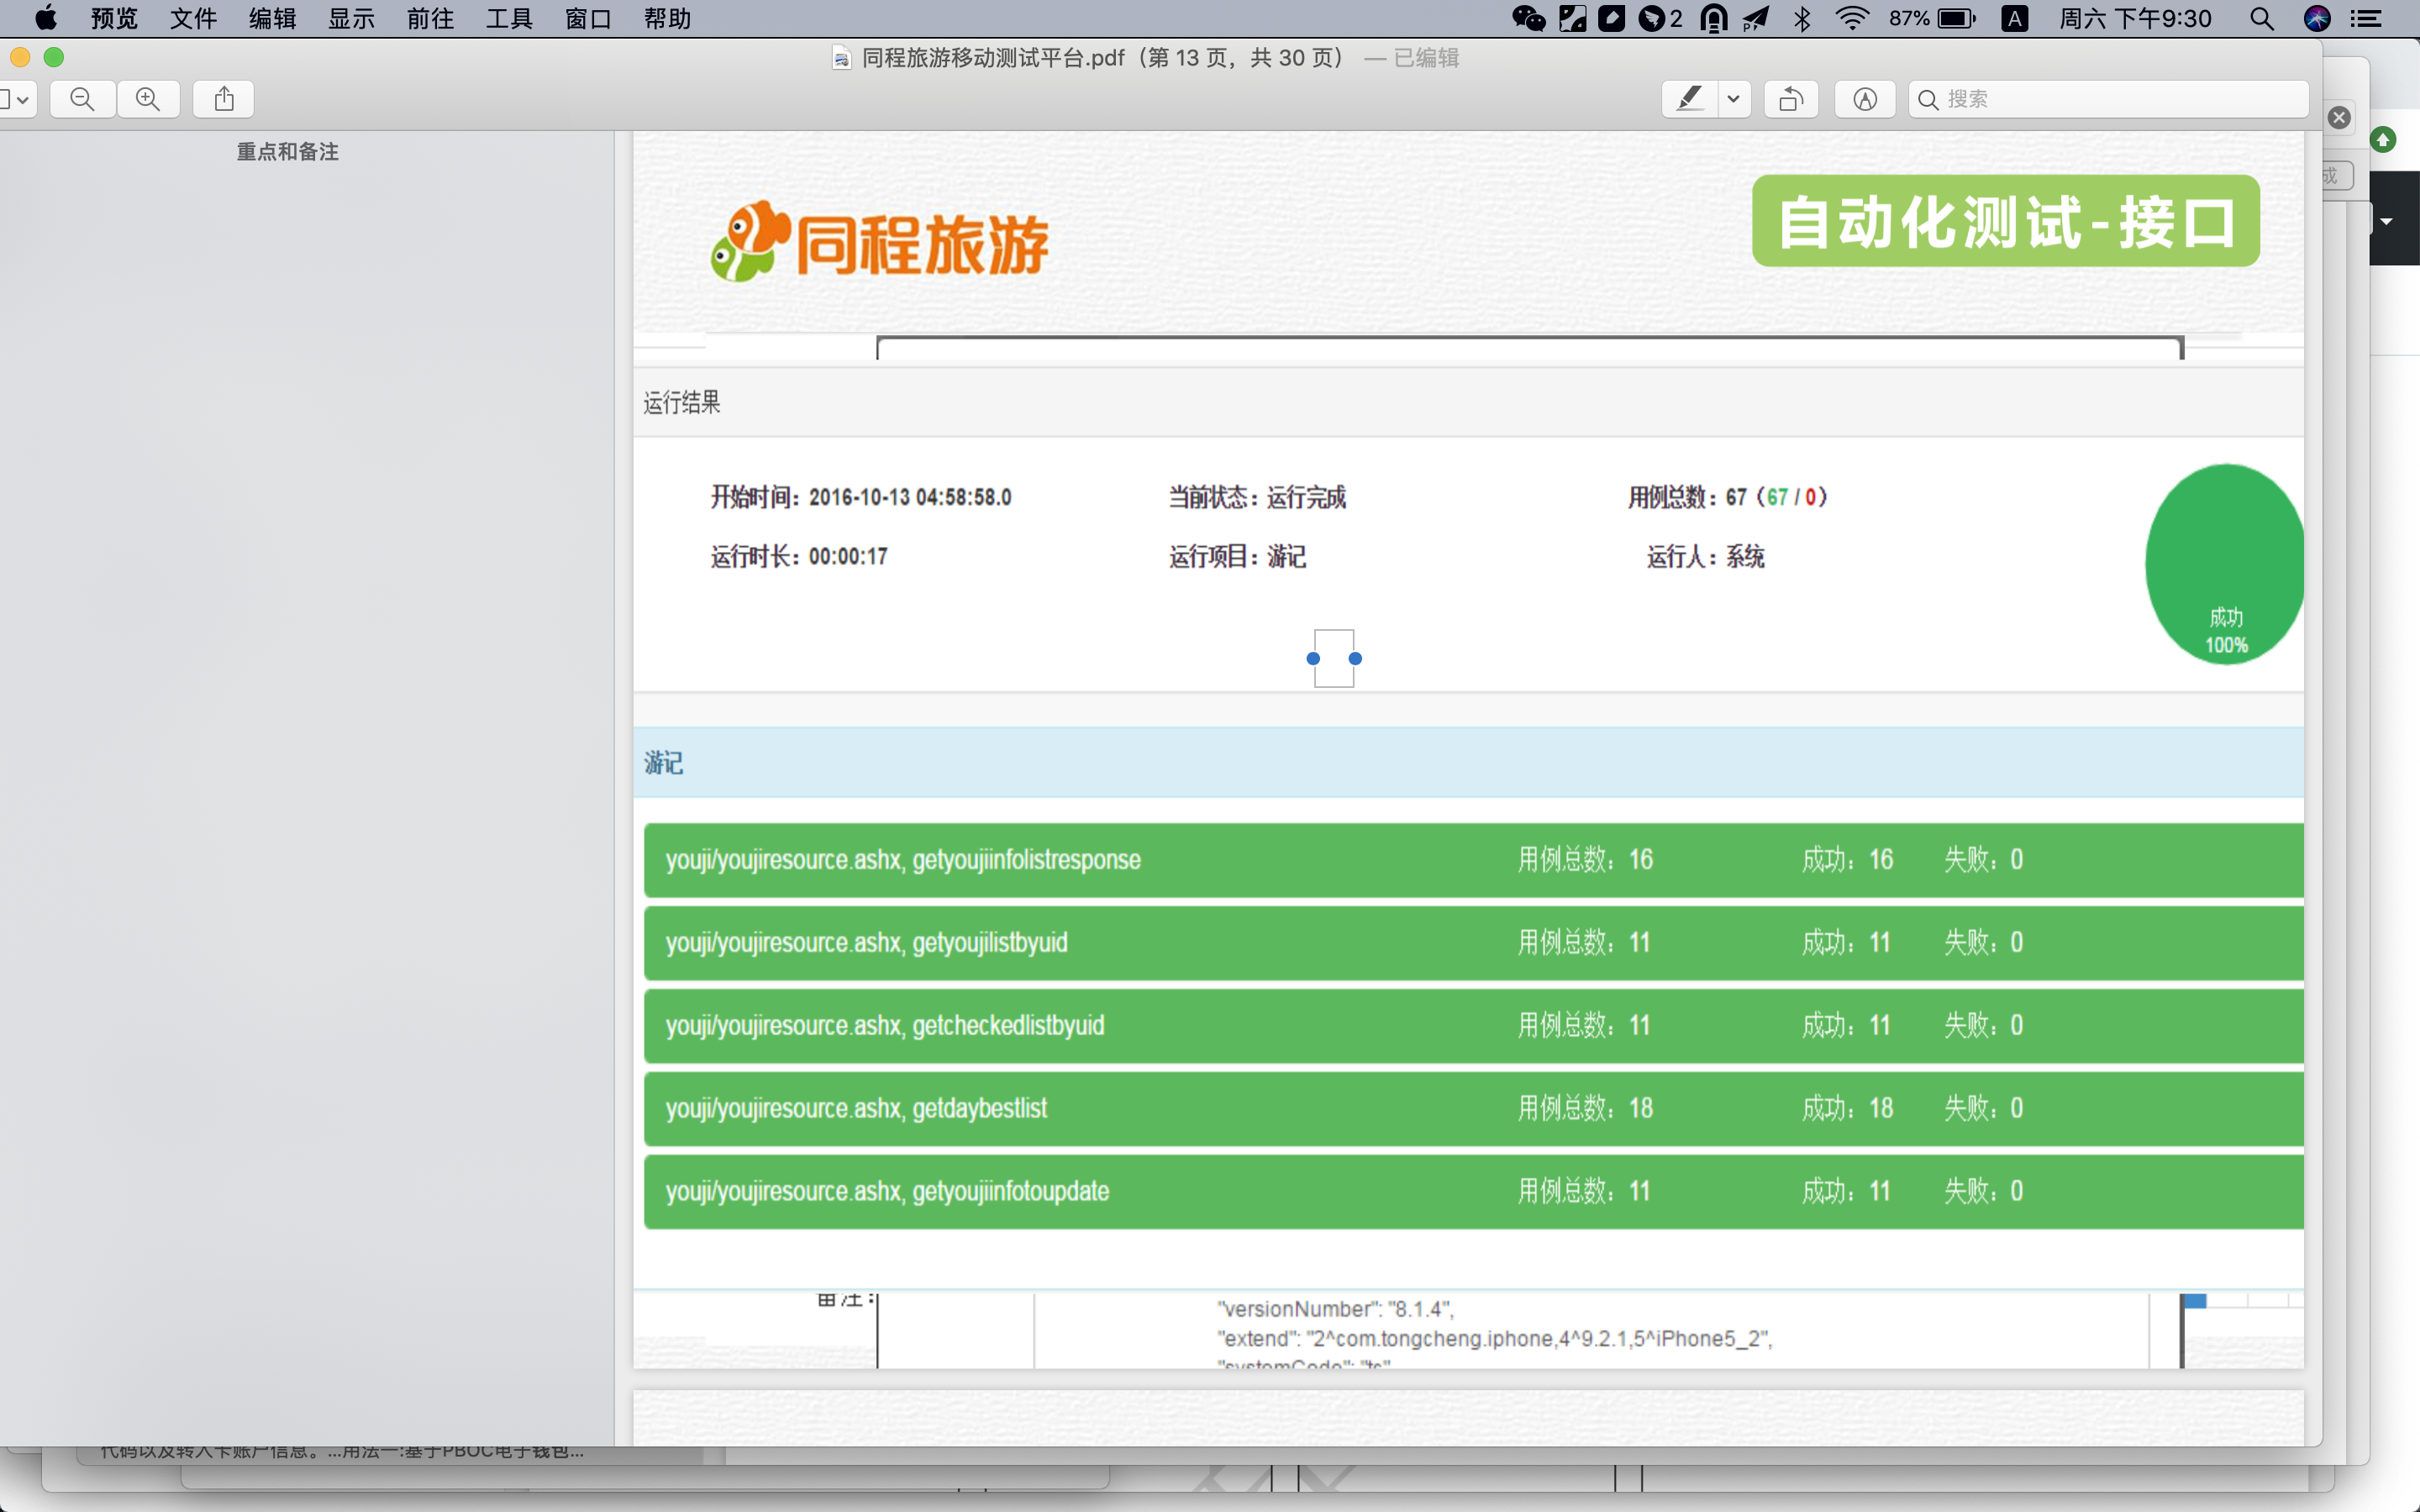 预览 文件 编辑 显示 前往 工具 窗口 帮助 2 87% A 周六 下午9:30
同程旅游移动测试平台.pdf（第 13 页，共 30 页） — 已编辑
搜索
重点和备注
成
同程旅游
自动化测试-接口
运行结果
开始时间：2016-10-13 04:58:58.0 当前状态：运行完成 用例总数：67（67 / 0）
运行时长：00:00:17 运行项目：游记 运行人：系统
成功
100%
游记
youji/youjiresource.ashx, getyoujiinfolistresponse 用例总数：16 成功：16 失败：0
youji/youjiresource.ashx, getyoujilistbyuid 用例总数：11 成功：11 失败：0
youji/youjiresource.ashx, getcheckedlistbyuid 用例总数：11 成功：11 失败：0
youji/youjiresource.ashx, getdaybestlist 用例总数：18 成功：18 失败：0
youji/youjiresource.ashx, getyoujiinfotoupdate 用例总数：11 成功：11 失败：0
备注：
"versionNumber": "8.1.4",
"extend": "2^com.tongcheng.iphone,4^9.2.1,5^iPhone5_2",
"systemCode": "tc"
代码以及转入卡账户信息。...用法一:基于PBOC电子钱包...